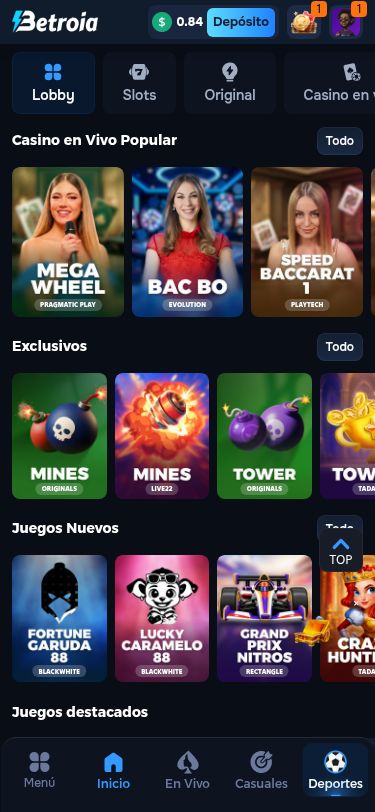 Betroia
$ 0.84 Depósito 1 1
Lobby
7
Slots
Original
Casino en v
Casino en Vivo Popular
Todo
MEGA
WHEEL
PRAGMATIC PLAY
BAC BO
EVOLUTION
SPEED
BACCARAT
1
PLAYTECH
Exclusivos
Todo
MINES
ORIGINALS
MINES
LIVE22
TOWER
ORIGINALS
TOW
TADA
Juegos Nuevos
Todo
TOP
FORTUNE
GARUDA
88
BLACKWHITE
LUCKY
CARAMELO
88
BLACKWHITE
GRAND
PRIX
NITROS
RECTANGLE
CRA
HUNT
TADA
Juegos destacados
Menú
Inicio
En Vivo
Casuales
Deportes